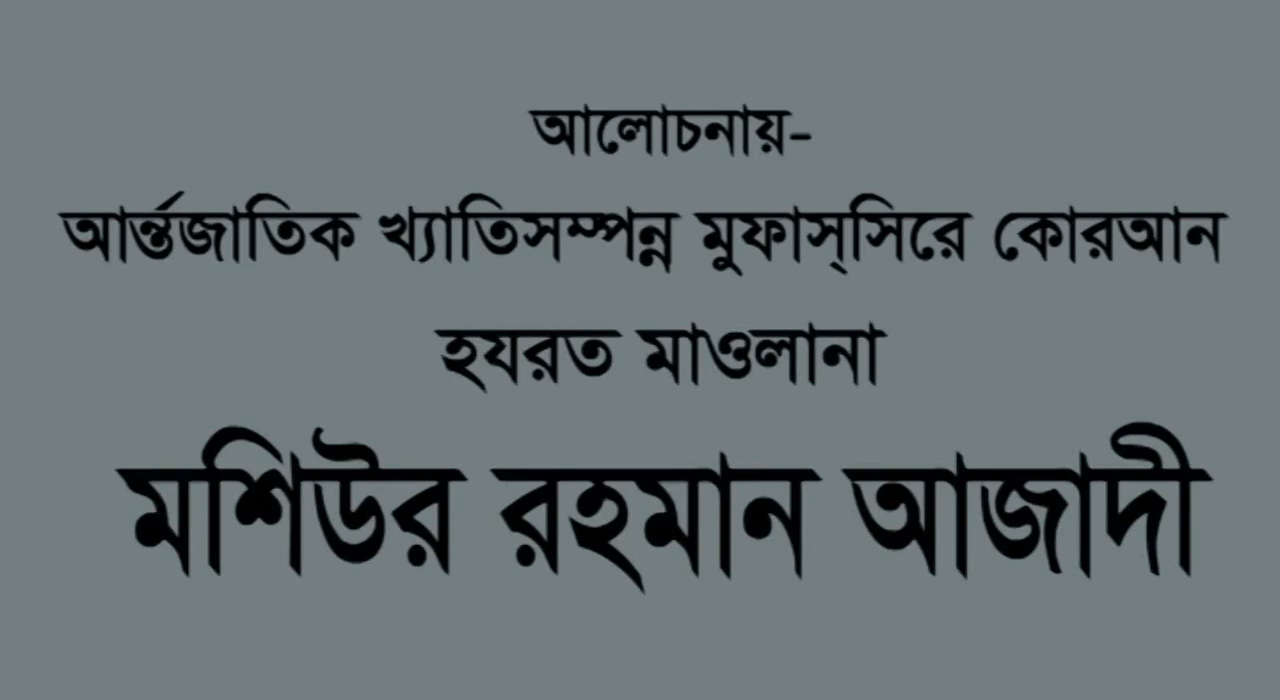 আলোচনায়-
আর্ন্তজাতিক খ্যাতিসম্পন্ন মুফাস্‌সিরে কোরআন
হযরত মাওলানা
মশিউর রহমান আজাদী